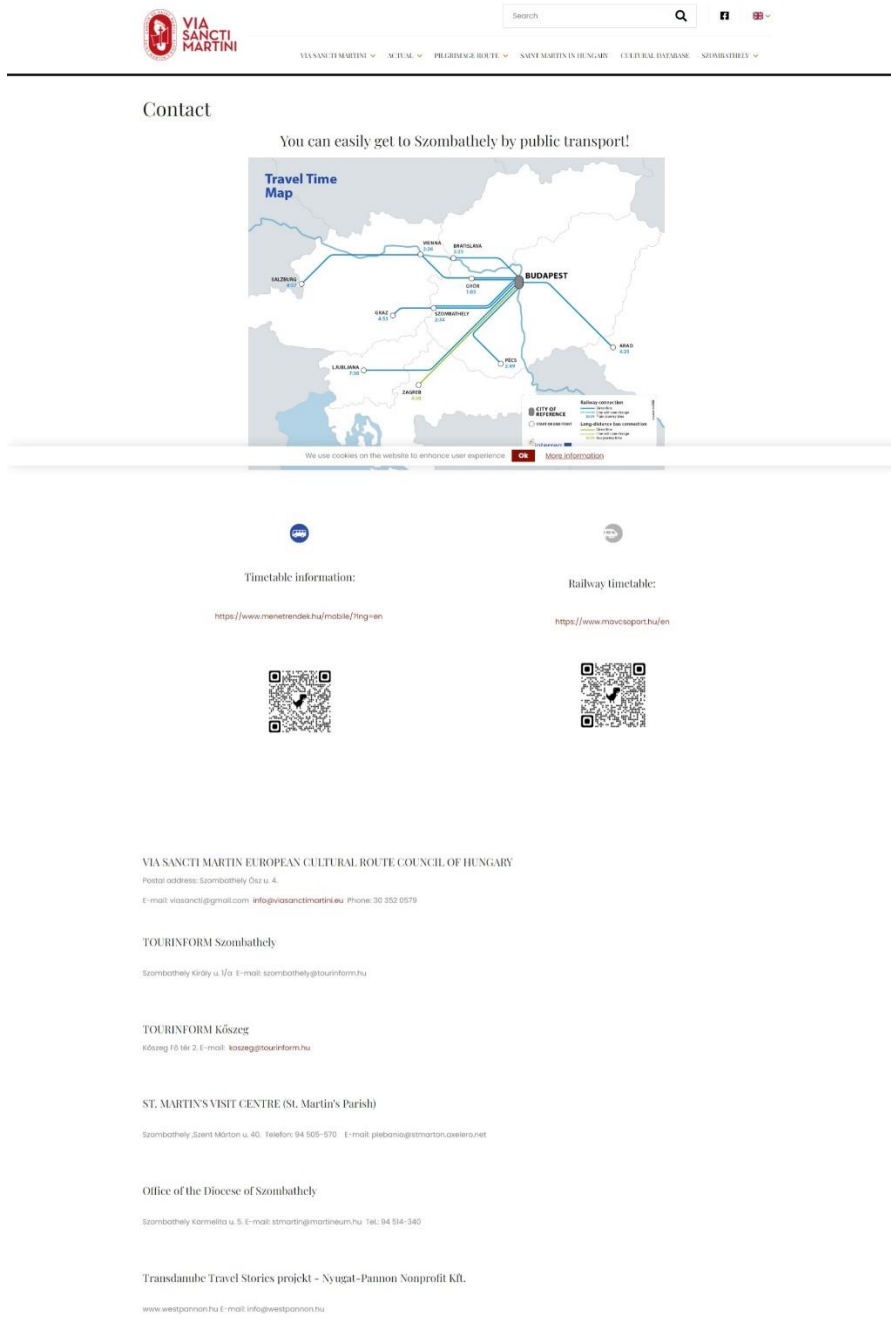 VIA
SANCTI
MARTINI
Search
VIA SANCTI MARTINI
ACTUAL
PILGRIMAGE ROUTE
SAINT MARTIN IN HUNGARY
CULTURAL DATABASE
SZOMBATHELY
Contact
You can easily get to Szombathely by public transport!
Travel Time
Map
VIENNA
BRATISLAVA
SALZBURG
GYŐR
BUDAPEST
GRAZ
SZOMBATHELY
2:34
LJUBLJANA
PÉCS
ARAD
ZAGREB
CITY OF
REFERENCE
Railway connection
Long-distance bus connection
We use cookies on the website to enhance user experience Ok More information
Timetable information:
Railway timetable:
https://www.menetrendek.hu/mobile/?lng=en
https://www.mavcsoport.hu/en
VIA SANCTI MARTIN EUROPEAN CULTURAL ROUTE COUNCIL OF HUNGARY
Postal address: Szombathely Ősz u. 4.
E-mail: viasancti@gmail.com info@viasanctimartini.eu Phone: 30 352 0579
TOURINFORM Szombathely
Szombathely Király u. 1/a E-mail: szombathely@tourinform.hu
TOURINFORM Kőszeg
Kőszeg Fő tér 2. E-mail: koszeg@tourinform.hu
ST. MARTIN'S VISIT CENTRE (St. Martin's Parish)
Szombathely ,Szent Márton u. 40. Telefon: 94 505-570 E-mail: plebania@stmarton.axelero.net
Office of the Diocese of Szombathely
Szombathely Karmelita u. 5. E-mail: stmartin@martineum.hu Tel.: 94 514-340
Transdanube Travel Stories projekt - Nyugat-Pannon Nonprofit Kft.
www.westpannon.hu E-mail: info@westpannon.hu